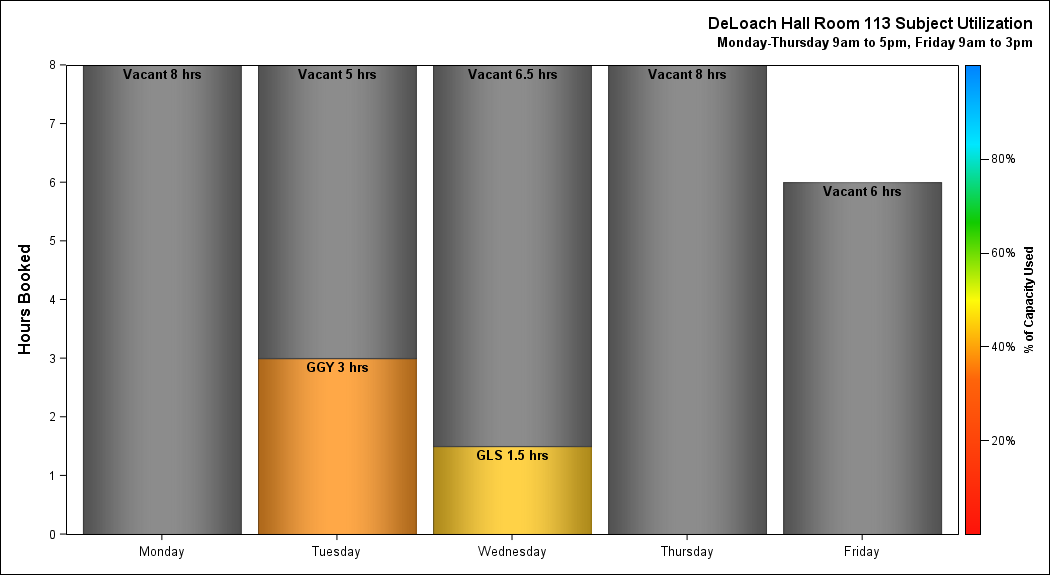 DeLoach Hall Room 113 Subject Utilization
Monday-Thursday 9am to 5pm, Friday 9am to 3pm
Hours Booked
8
7
6
5
4
3
2
1
0
Vacant 8 hrs
Vacant 5 hrs
Vacant 6.5 hrs
Vacant 8 hrs
Vacant 6 hrs
GGY 3 hrs
GLS 1.5 hrs
Monday
Tuesday
Wednesday
Thursday
Friday
80%
60%
40%
20%
% of Capacity Used